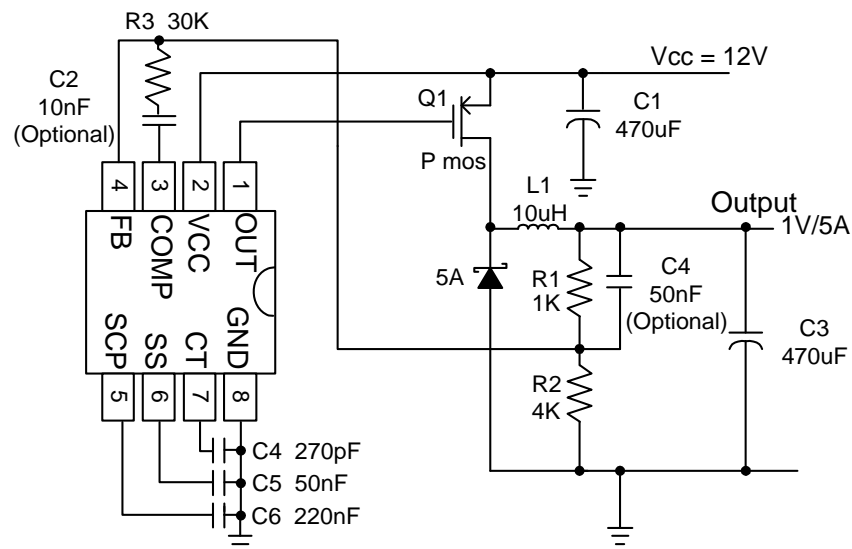 R3 30K
C2
10nF
(Optional)
Vcc = 12V
Q1
P mos
C1
470uF
4
3
2
1
FB
COMP
VCC
OUT
L1
10uH
Output
1V/5A
5A
R1
1K
C4
50nF
(Optional)
C3
470uF
SCP
SS
CT
GND
5
6
7
8
R2
4K
C4 270pF
C5 50nF
C6 220nF